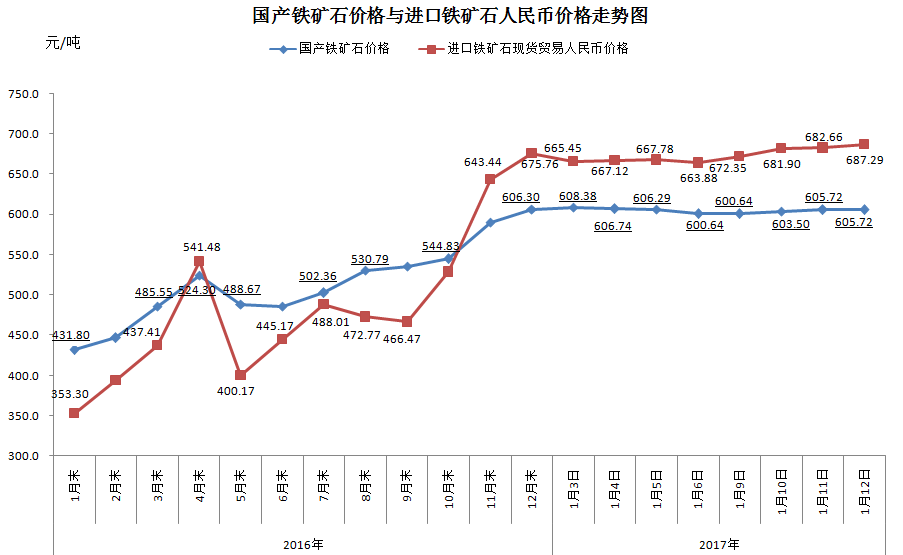 国产铁矿石价格与进口铁矿石人民币价格走势图
元/吨
国产铁矿石价格 进口铁矿石现货贸易人民币价格
750.0
700.0
650.0
600.0
550.0
500.0
450.0
400.0
350.0
300.0
431.80
485.55
524.30
488.67
502.36
530.79
544.83
606.30
608.38
606.74
606.29
600.64
600.64
603.50
605.72
605.72
353.30
437.41
541.48
400.17
445.17
488.01
472.77
466.47
643.44
675.76
665.45
667.12
667.78
663.88
672.35
681.90
682.66
687.29
1月末
2月末
3月末
4月末
5月末
6月末
7月末
8月末
9月末
10月末
11月末
12月末
1月3日
1月4日
1月5日
1月6日
1月9日
1月10日
1月11日
1月12日
2016年 2017年